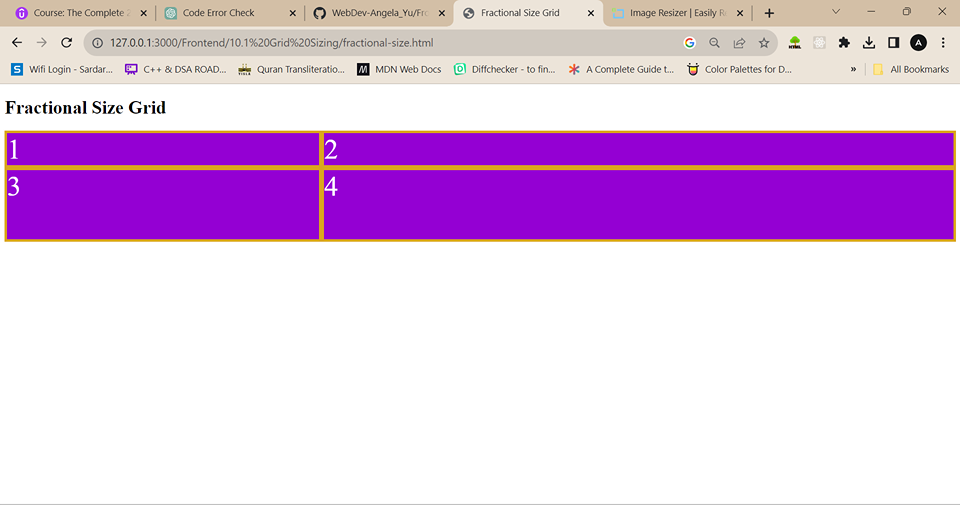 Course: The Complete 2
Code Error Check
WebDev-Angela_Yu/Fro
Fractional Size Grid
Image Resizer | Easily R
127.0.0.1:3000/Frontend/10.1%20Grid%20Sizing/fractional-size.html
A
Wifi Login - Sardar...
C++ & DSA ROAD...
Quran Transliteratio...
MDN Web Docs
Diffchecker - to fin...
A Complete Guide t...
Color Palettes for D...
»
All Bookmarks
Fractional Size Grid
1 2
3 4